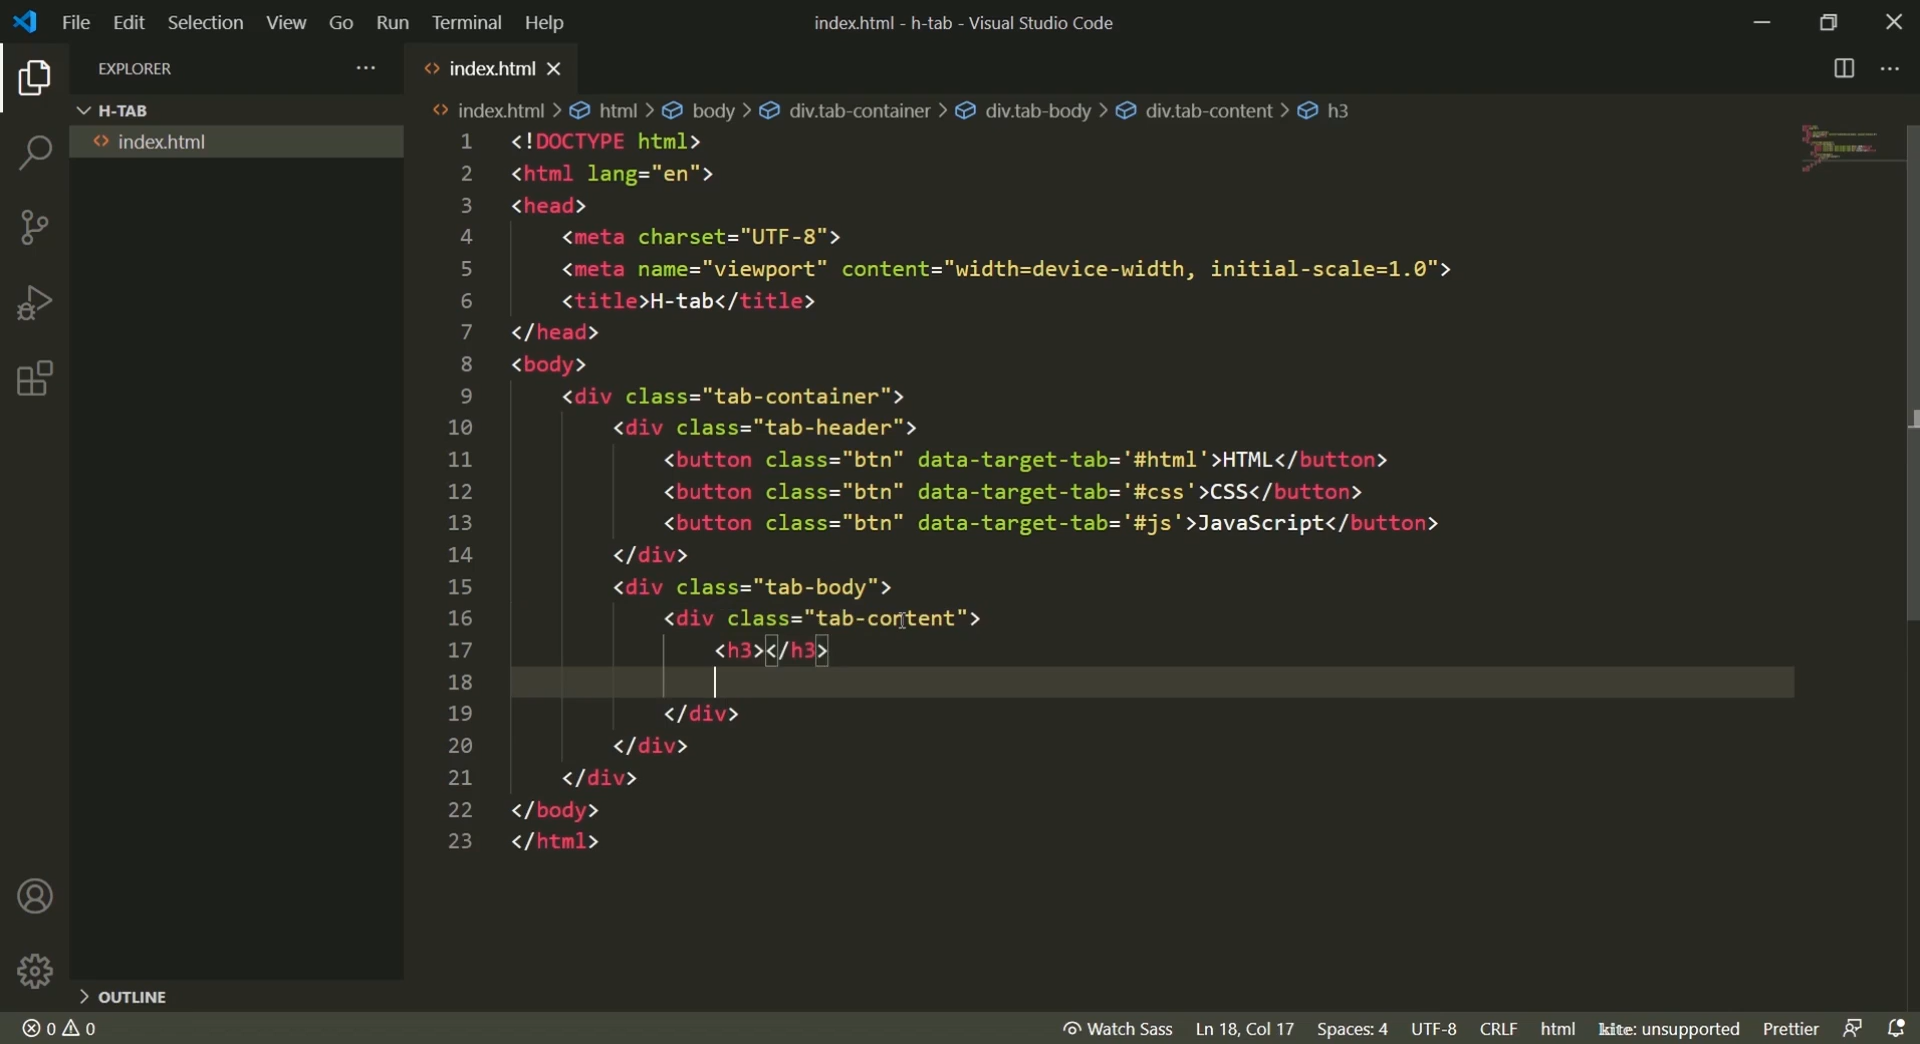 File Edit Selection View Go Run Terminal Help index.html - h-tab - Visual Studio Code
EXPLORER ··· index.html
H-TAB
index.html
index.html > html > body > div.tab-container > div.tab-body > div.tab-content > h3
1 <!DOCTYPE html>
2 <html lang="en">
3 <head>
4 <meta charset="UTF-8">
5 <meta name="viewport" content="width=device-width, initial-scale=1.0">
6 <title>H-tab</title>
7 </head>
8 <body>
9 <div class="tab-container">
10 <div class="tab-header">
11 <button class="btn" data-target-tab='#html'>HTML</button>
12 <button class="btn" data-target-tab='#css'>CSS</button>
13 <button class="btn" data-target-tab='#js'>JavaScript</button>
14 </div>
15 <div class="tab-body">
16 <div class="tab-content">
17 <h3></h3>
18
19 </div>
20 </div>
21 </div>
22 </body>
23 </html>
OUTLINE
0 0 Watch Sass Ln 18, Col 17 Spaces: 4 UTF-8 CRLF html kite: unsupported Prettier